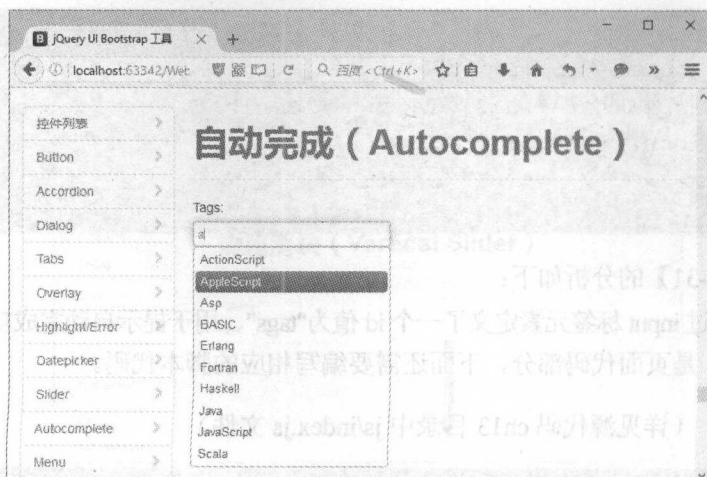 jQuery UI Bootstrap 工具
localhost:63342/Web
百度 <Ctrl+K>
控件列表
Button
Accordion
Dialog
Tabs
Overlay
Highlight/Error
Datepicker
Slider
Autocomplete
Menu
自动完成（Autocomplete）
Tags:
a
ActionScript
AppleScript
Asp
BASIC
Erlang
Fortran
Haskell
Java
JavaScript
Scala